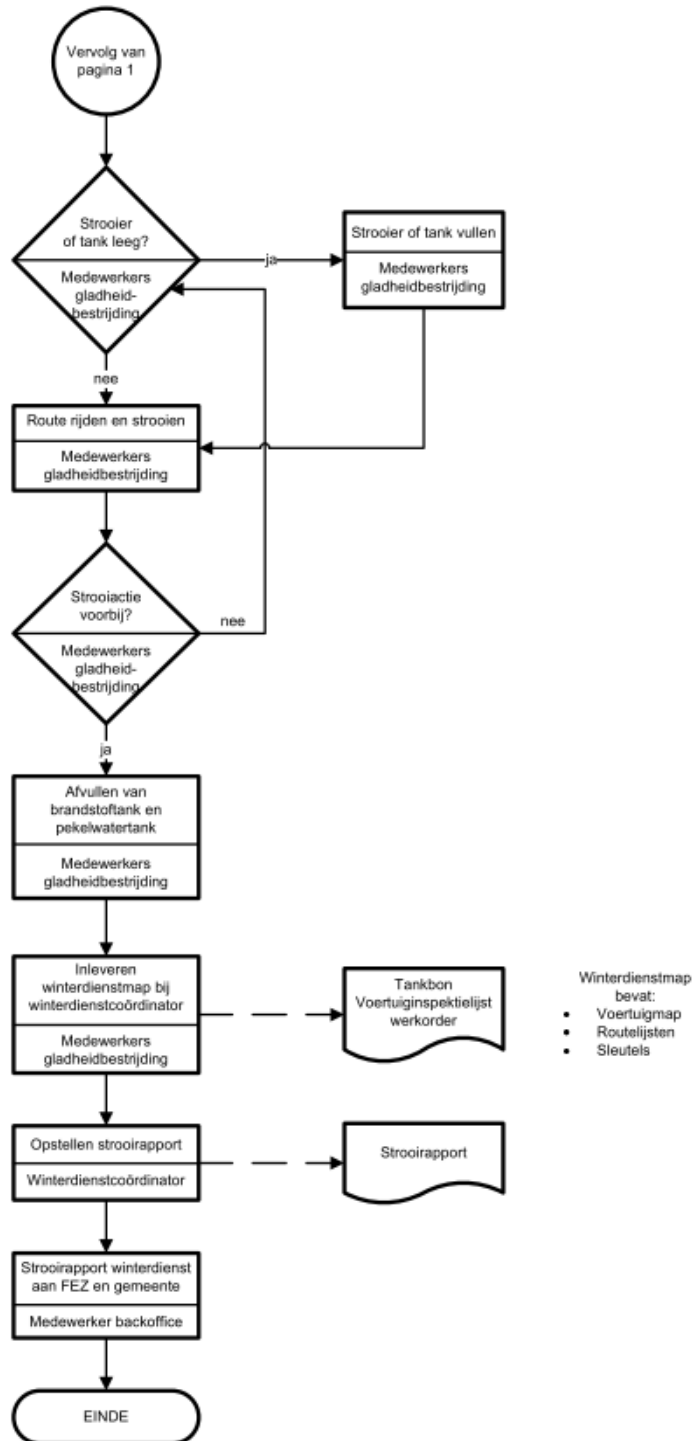 Vervolg van
pagina 1
Strooier
of tank leeg?
Medewerkers
gladheid-
bestrijding
ja
Strooier of tank vullen
Medewerkers
gladheidbestrijding
nee
Route rijden en strooien
Medewerkers
gladheidbestrijding
Strooiactie
voorbij?
Medewerkers
gladheid-
bestrijding
nee
ja
Afvullen van
brandstoftank en
pekelwatertank
Medewerkers
gladheidbestrijding
Inleveren
winterdienstmap bij
winterdienstcoördinator
Medewerkers
gladheidbestrijding
Tankbon
Voertuiginspektielijst
werkorder
Winterdienstmap
bevat:
• Voertuigmap
• Routelijsten
• Sleutels
Opstellen strooirapport
Winterdienstcoördinator
Strooirapport
Strooirapport winterdienst
aan FEZ en gemeente
Medewerker backoffice
EINDE